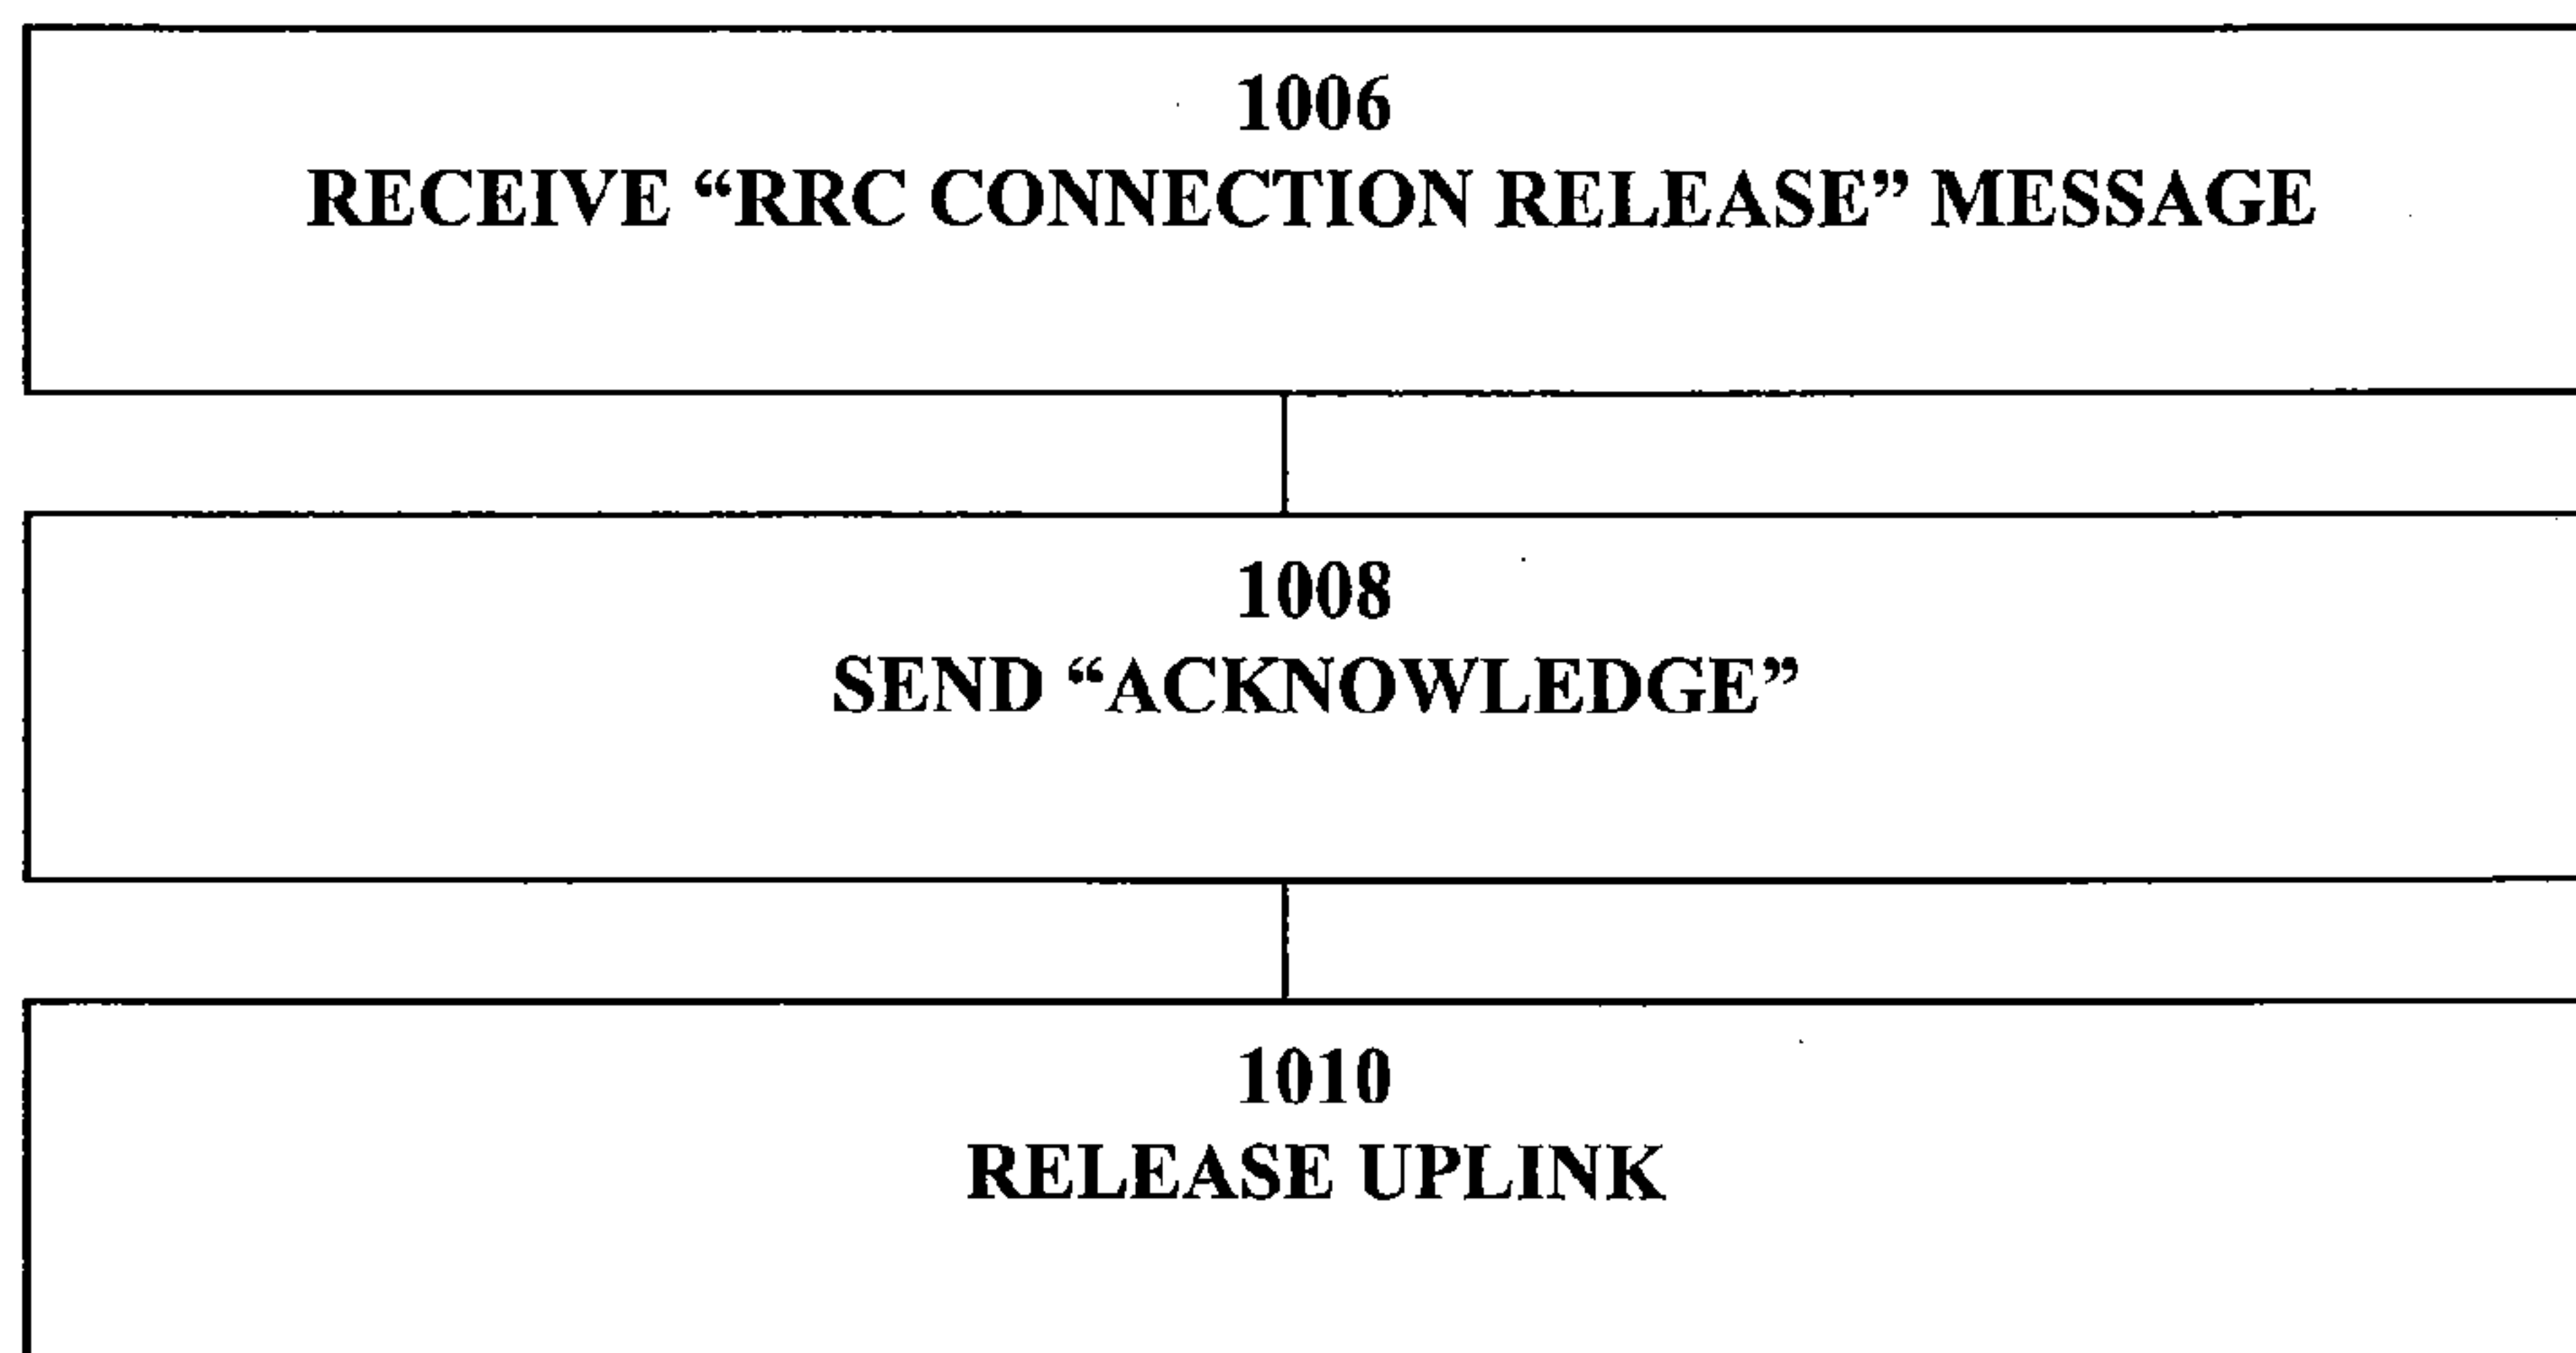 1006
RECEIVE “RRC CONNECTION RELEASE” MESSAGE
1008
SEND “ACKNOWLEDGE”
1010
RELEASE UPLINK